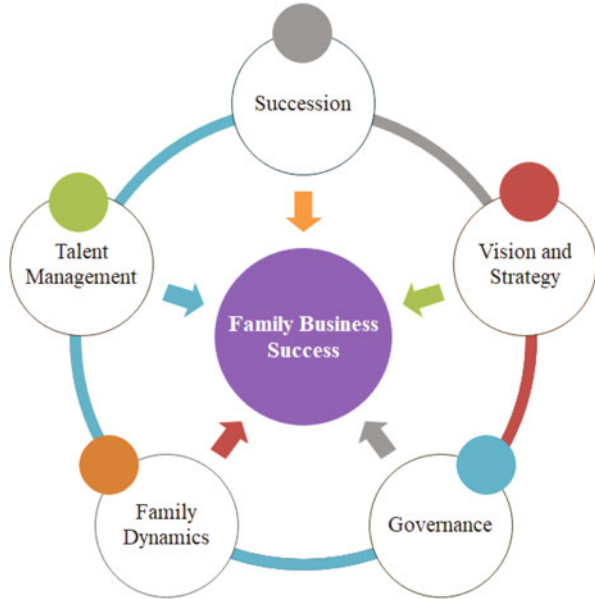 Succession
Talent
Management
Vision and
Strategy
Family Business
Success
Family
Dynamics
Governance